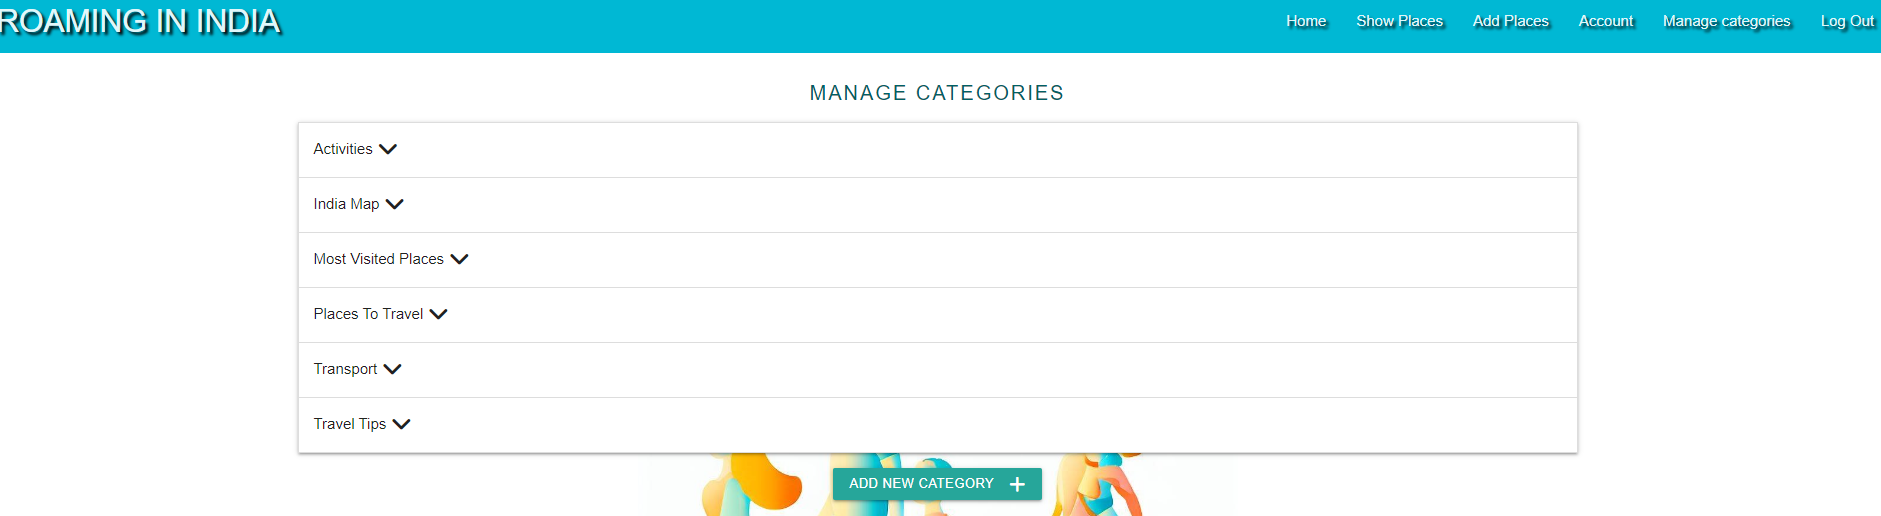 ROAMING IN INDIA
Home Show Places Add Places Account Manage categories Log Out
MANAGE CATEGORIES
Activities
India Map
Most Visited Places
Places To Travel
Transport
Travel Tips
ADD NEW CATEGORY +